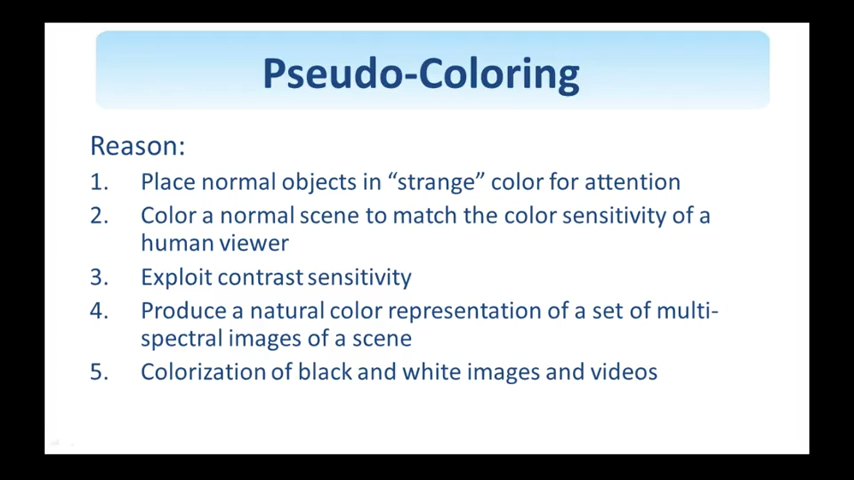 Pseudo-Coloring
Reason:
1. Place normal objects in “strange” color for attention
2. Color a normal scene to match the color sensitivity of a
human viewer
3. Exploit contrast sensitivity
4. Produce a natural color representation of a set of multi-
spectral images of a scene
5. Colorization of black and white images and videos